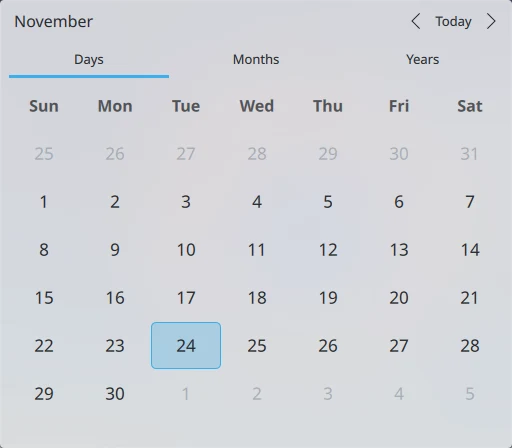 November Today
Days Months Years
Sun Mon Tue Wed Thu Fri Sat
25 26 27 28 29 30 31
1 2 3 4 5 6 7
8 9 10 11 12 13 14
15 16 17 18 19 20 21
22 23 24 25 26 27 28
29 30 1 2 3 4 5